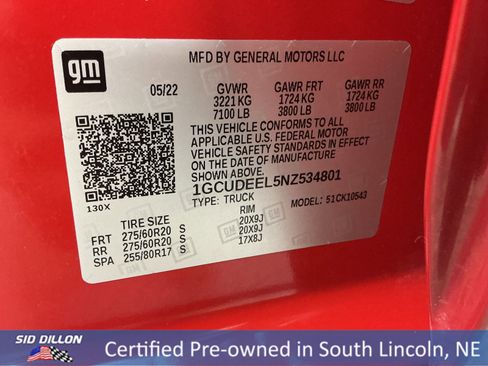 gm
MFD BY GENERAL MOTORS LLC
05/22 GVWR GAWR FRT GAWR RR
3221 KG 1724 KG 1724 KG
7100 LB 3800 LB 3800 LB
THIS VEHICLE CONFORMS TO ALL
APPLICABLE U.S. FEDERAL MOTOR
VEHICLE SAFETY STANDARDS IN EFFECT
ON THE DATE OF MANUFACTURE SHOWN ABOVE.
1GCUDEEL5NZ534801
130X
TYPE: TRUCK MODEL: 51CK10543
TIRE SIZE RIM
FRT 275/60R20 S 20X9J
RR 275/60R20 S 20X9J
SPA 255/80R17 S 17X8J
SID DILLON
Certified Pre-owned in South Lincoln, NE